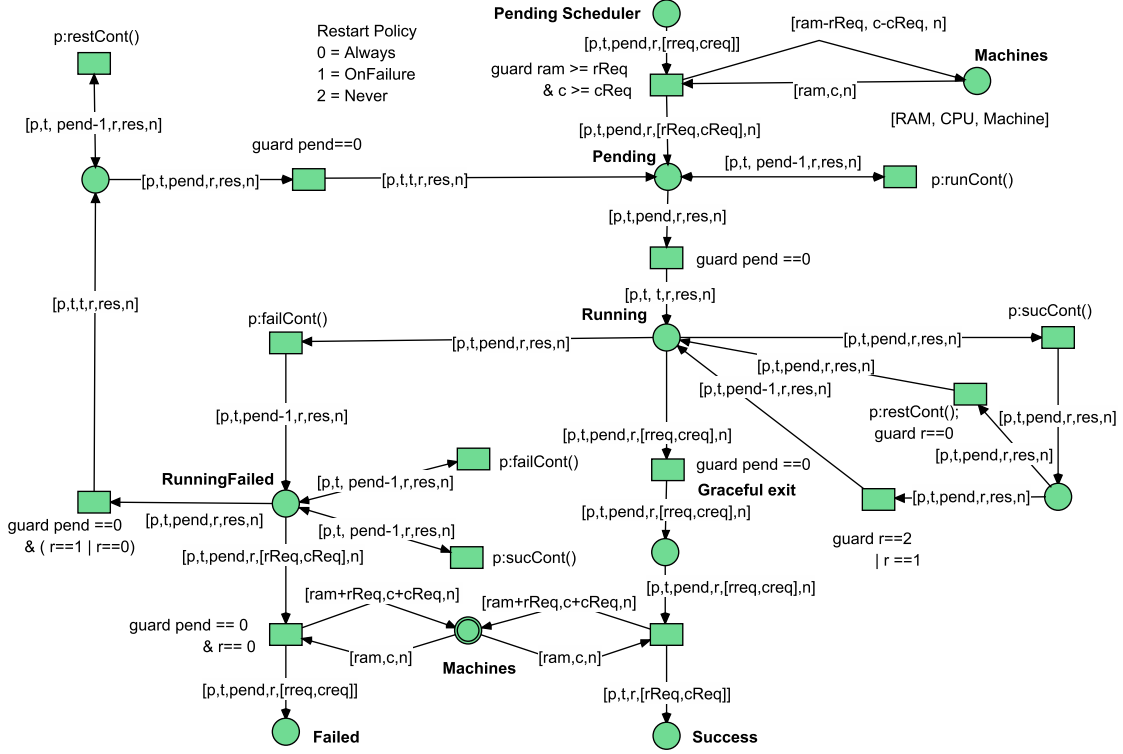 Pending Scheduler
Restart Policy
0 = Always
1 = OnFailure
2 = Never
p:restCont()
[p,t,pend,r,[rreq,creq]]
[ram-rReq, c-cReq, n]
Machines
guard ram >= rReq
& c >= cReq
[ram,c,n]
[RAM, CPU, Machine]
[p,t, pend-1,r,res,n]
[p,t,pend,r,[rReq,cReq],n]
guard pend==0
Pending
[p,t, pend-1,r,res,n]
[p,t,pend,r,res,n]
[p,t,t,r,res,n]
p:runCont()
[p,t,pend,r,res,n]
guard pend ==0
[p,t, t,r,res,n]
[p,t,t,r,res,n]
Running
p:failCont()
p:sucCont()
[p,t,pend,r,res,n]
[p,t,pend,r,res,n]
[p,t,pend,r,res,n]
[p,t,pend-1,r,res,n]
p:restCont();
guard r==0
[p,t,pend,r,res,n]
[p,t,pend-1,r,res,n]
[p,t,pend,r,[rreq,creq],n]
[p,t,pend,r,res,n]
guard pend ==0
p:failCont()
Graceful exit
RunningFailed
[p,t, pend-1,r,res,n]
[p,t,pend,r,res,n]
[p,t,pend,r,[rreq,creq],n]
guard pend ==0
& ( r==1 | r==0)
[p,t,pend,r,res,n]
[p,t, pend-1,r,res,n]
guard r==2
| r ==1
[p,t,pend,r,[rReq,cReq],n]
p:sucCont()
[p,t,pend,r,[rreq,creq],n]
[ram+rReq,c+cReq,n]
[ram+rReq,c+cReq,n]
guard pend == 0
& r== 0
[ram,c,n]
[ram,c,n]
Machines
[p,t,pend,r,[rreq,creq]]
[p,t,r,[rReq,cReq]]
Failed
Success